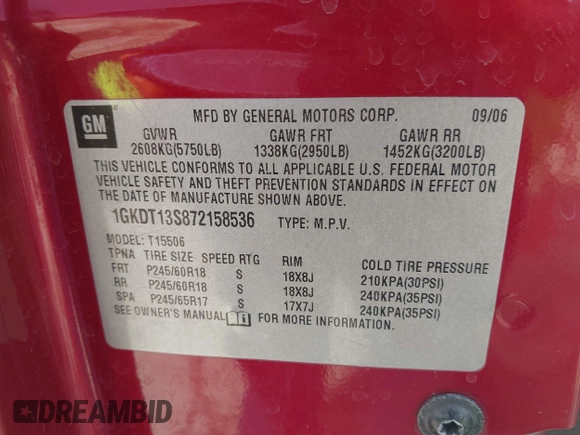 GM
MFD BY GENERAL MOTORS CORP. 09/06
GVWR GAWR FRT GAWR RR
2608KG(5750LB) 1338KG(2950LB) 1452KG(3200LB)
THIS VEHICLE CONFORMS TO ALL APPLICABLE U.S. FEDERAL MOTOR
VEHICLE SAFETY AND THEFT PREVENTION STANDARDS IN EFFECT ON
THE DATE OF MANUFACTURE SHOWN ABOVE.
1GKDT13S872158536 TYPE: M.P.V.
MODEL: T15506
TPNA TIRE SIZE SPEED RTG RIM COLD TIRE PRESSURE
FRT P245/60R18 S 18X8J 210KPA(30PSI)
RR P245/60R18 S 18X8J 240KPA(35PSI)
SPA P245/65R17 S 17X7J 240KPA(35PSI)
SEE OWNER'S MANUAL FOR MORE INFORMATION.
DREAMBID